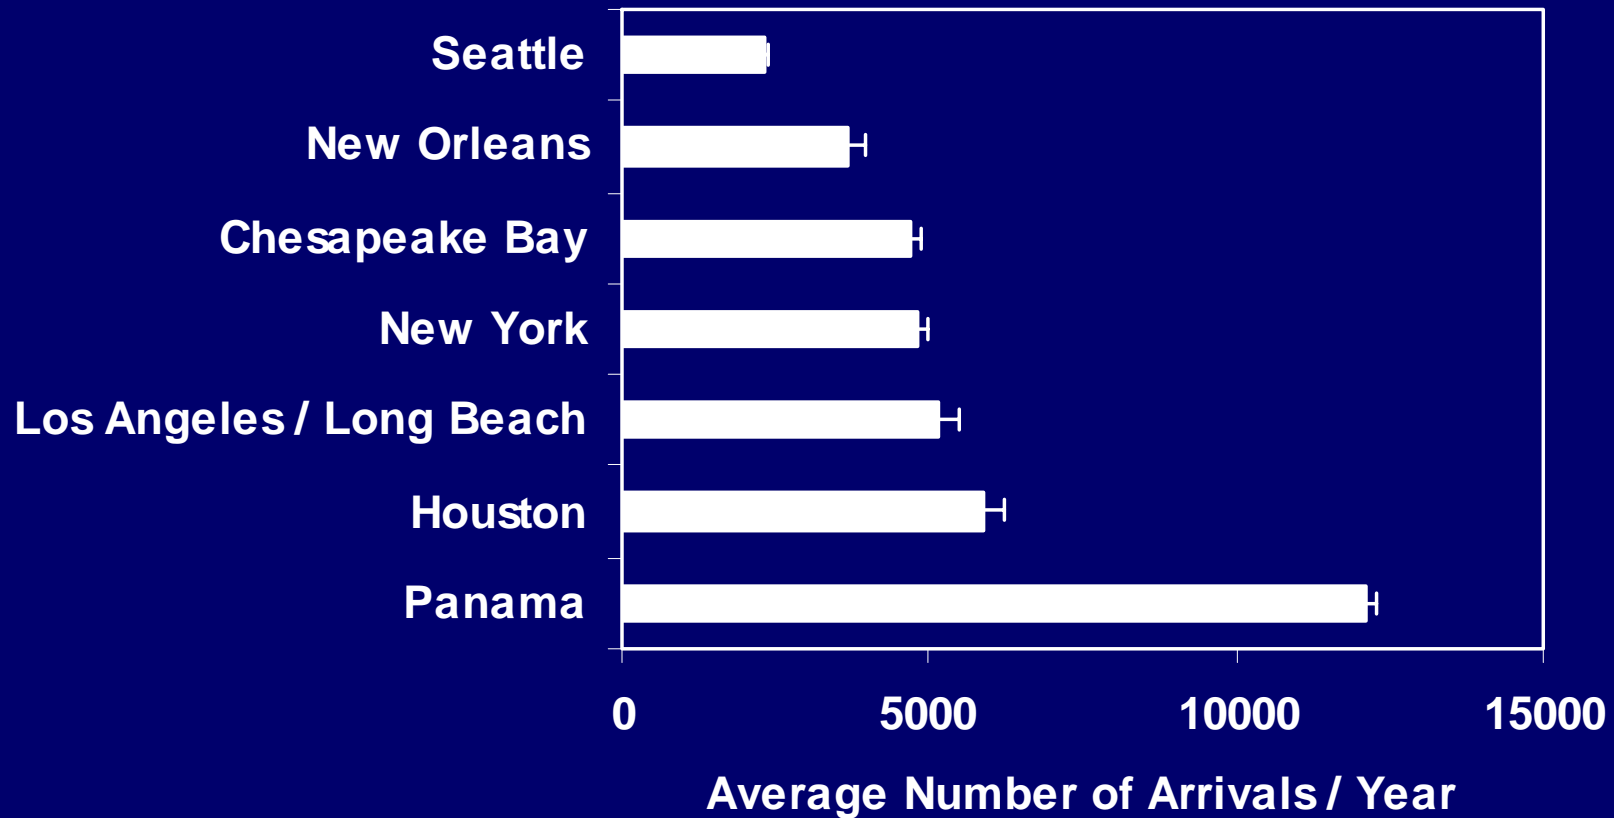 Seattle
New Orleans
Chesapeake Bay
New York
Los Angeles / Long Beach
Houston
Panama
0 5000 10000 15000
Average Number of Arrivals / Year